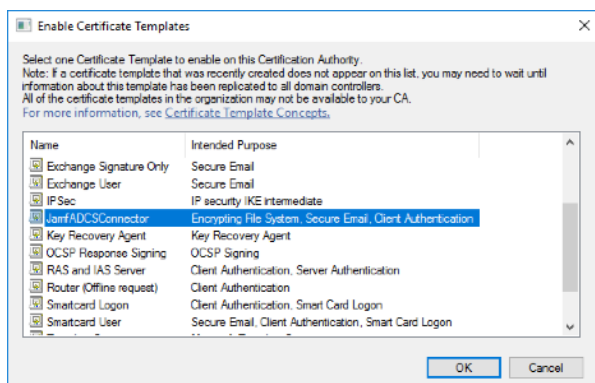 Enable Certificate Templates
Select one Certificate Template to enable on this Certification Authority.
Note: If a certificate template that was recently created does not appear on this list, you may need to wait until
information about this template has been replicated to all domain controllers.
All of the certificate templates in the organization may not be available to your CA.
For more information, see Certificate Template Concepts.
Name Intended Purpose
Exchange Signature Only Secure Email
Exchange User Secure Email
IPSec IP security IKE intermediate
JamfADCSConnector Encrypting File System, Secure Email, Client Authentication
Key Recovery Agent Key Recovery Agent
OCSP Response Signing OCSP Signing
RAS and IAS Server Client Authentication, Server Authentication
Router (Offline request) Client Authentication
Smartcard Logon Client Authentication, Smart Card Logon
Smartcard User Secure Email, Client Authentication, Smart Card Logon
OK Cancel